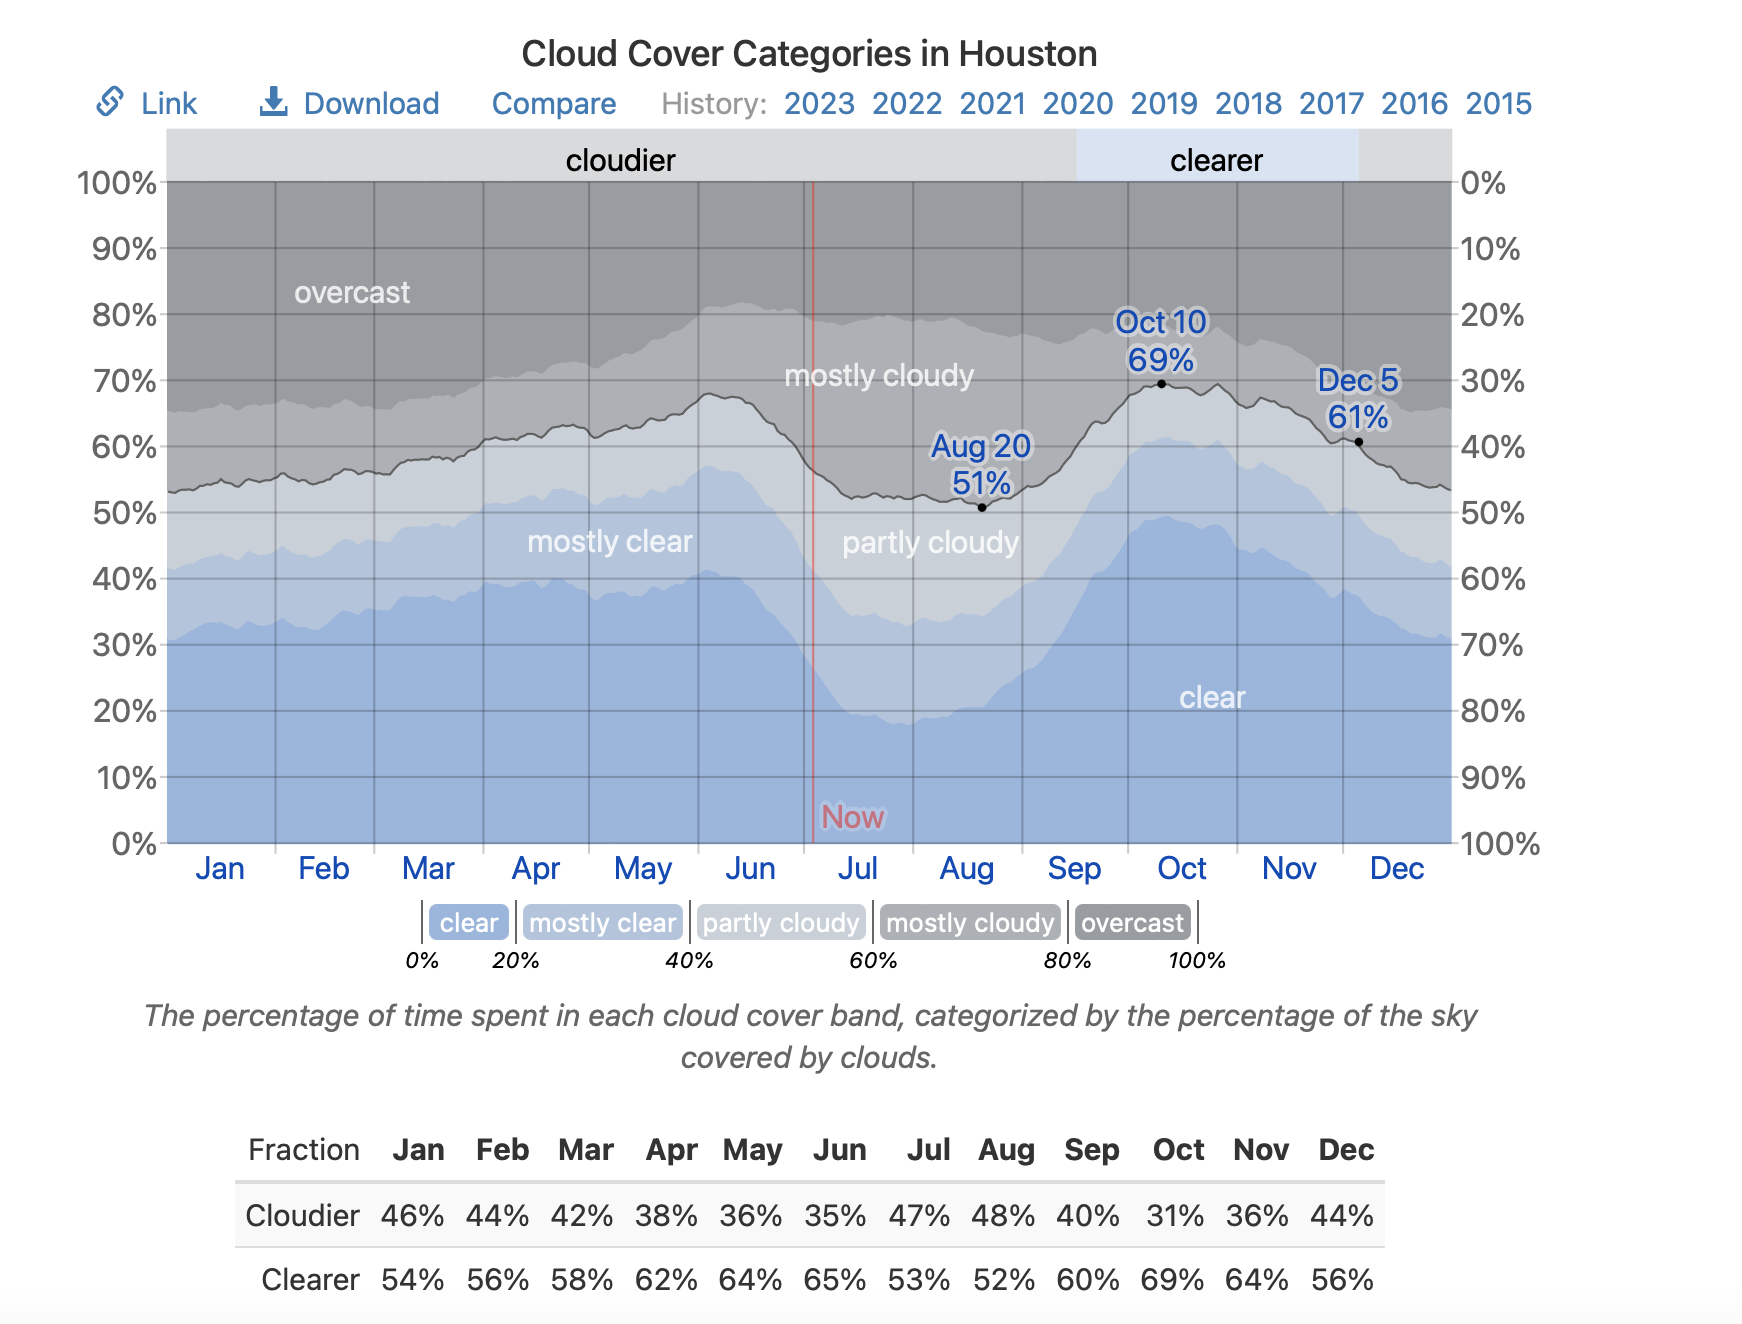 Cloud Cover Categories in Houston
Link Download Compare History: 2023 2022 2021 2020 2019 2018 2017 2016 2015
cloudier clearer
100% 0%
90% 10%
overcast
80% 20%
Oct 10
69%
mostly cloudy
70% 30%
Dec 5
61%
60% 40%
Aug 20
51%
50% 50%
mostly clear partly cloudy
40% 60%
30% 70%
clear
20% 80%
10% 90%
Now
0% 100%
Jan Feb Mar Apr May Jun Jul Aug Sep Oct Nov Dec
clear mostly clear partly cloudy mostly cloudy overcast
0% 20% 40% 60% 80% 100%
The percentage of time spent in each cloud cover band, categorized by the percentage of the sky
covered by clouds.
Fraction Jan Feb Mar Apr May Jun Jul Aug Sep Oct Nov Dec
Cloudier 46% 44% 42% 38% 36% 35% 47% 48% 40% 31% 36% 44%
Clearer 54% 56% 58% 62% 64% 65% 53% 52% 60% 69% 64% 56%